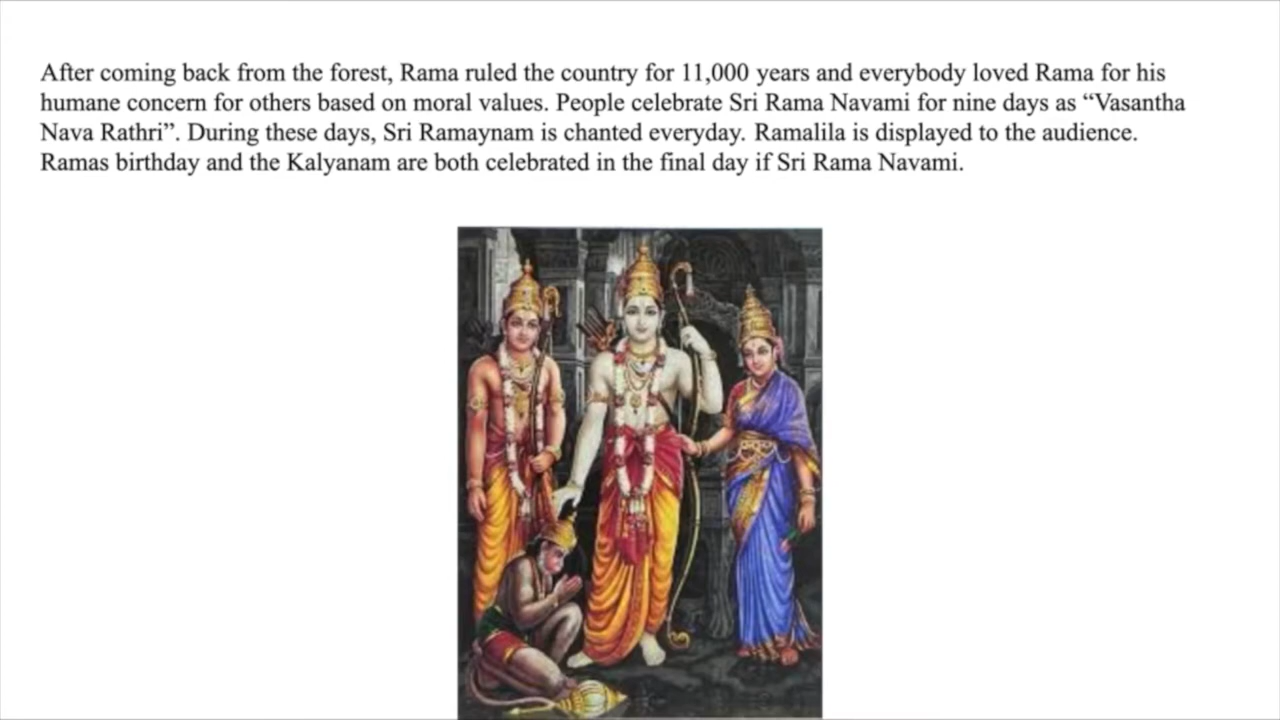 After coming back from the forest, Rama ruled the country for 11,000 years and everybody loved Rama for his
humane concern for others based on moral values. People celebrate Sri Rama Navami for nine days as “Vasantha
Nava Rathri”. During these days, Sri Ramaynam is chanted everyday. Ramalila is displayed to the audience.
Ramas birthday and the Kalyanam are both celebrated in the final day if Sri Rama Navami.